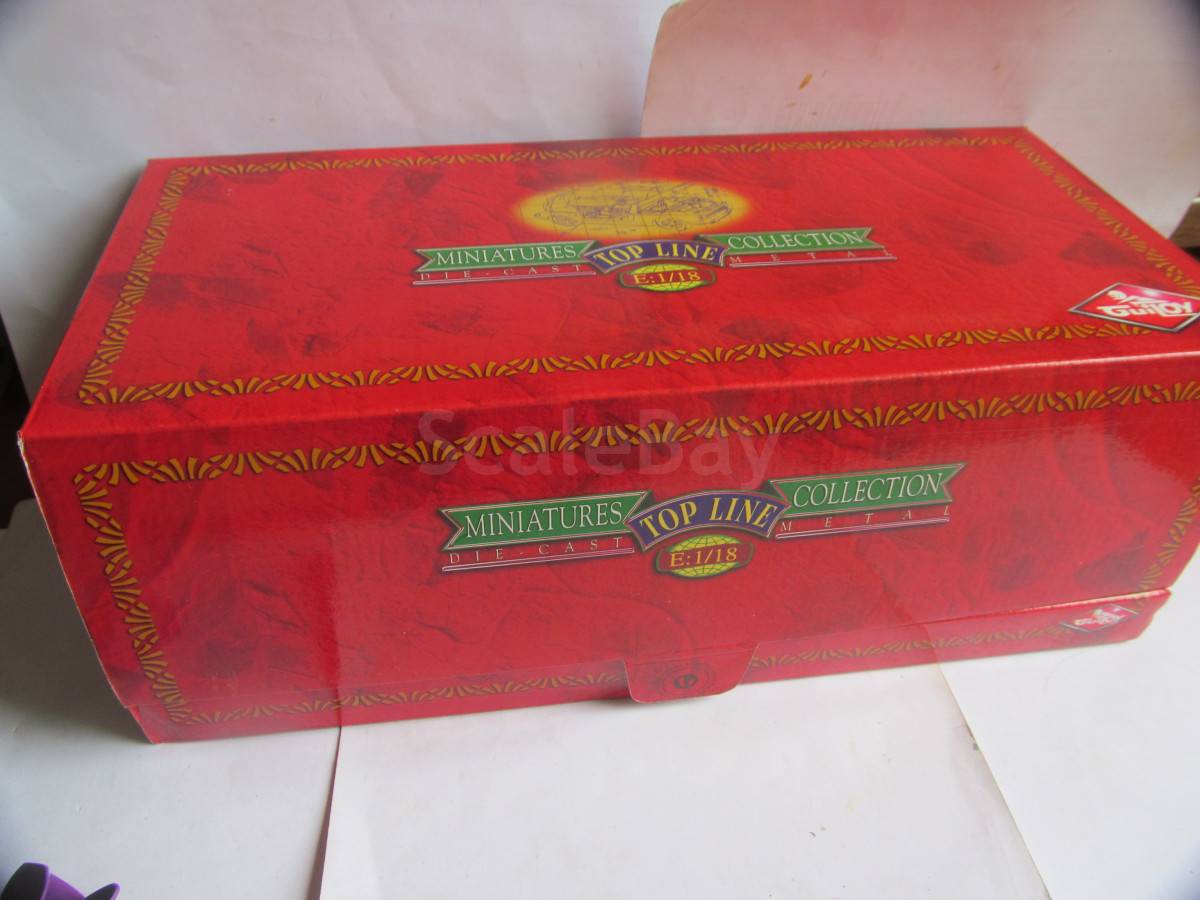 MINIATURES TOP LINE COLLECTION
DIE-CAST METAL
E:1/18
Guiloy
ScaleBay
MINIATURES TOP LINE COLLECTION
DIE-CAST METAL
E:1/18
Guiloy